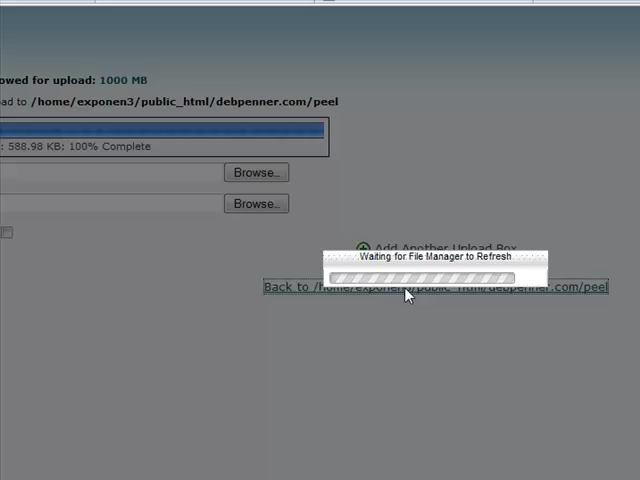 owed for upload: 1000 MB
ad to /home/exponen3/public_html/debpenner.com/peel
: 588.98 KB: 100% Complete
Browse..
Browse..
Add Another Upload Box
Waiting for File Manager to Refresh
Back to /home/exponen3/public_html/debpenner.com/peel